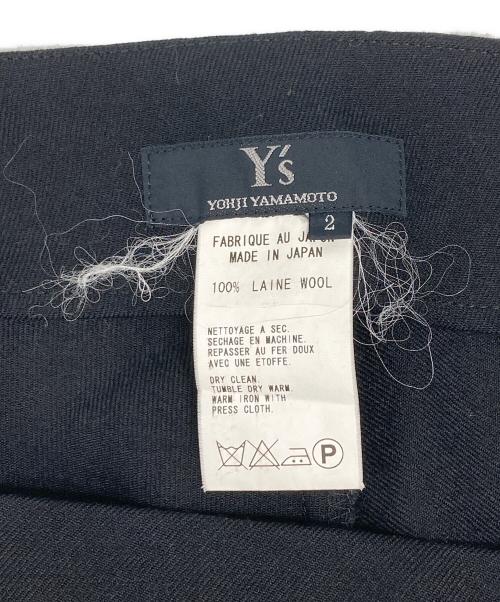 Y's
YOHJI YAMAMOTO
2
FABRIQUE AU JAPON
MADE IN JAPAN
100% LAINE WOOL
NETTOYAGE A SEC.
SECHAGE EN MACHINE.
REPASSER AU FER DOUX
AVEC UNE ETOFFE.
DRY CLEAN.
TUMBLE DRY WARM.
WARM IRON WITH
PRESS CLOTH.
P